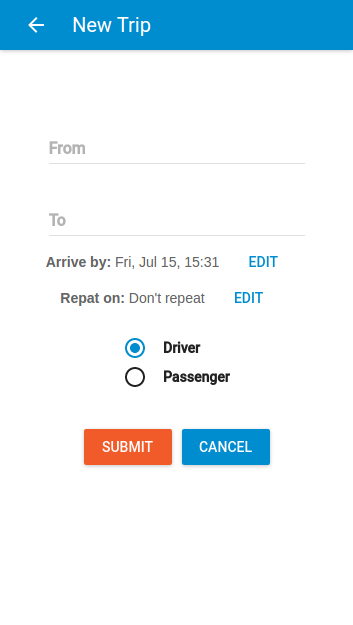 New Trip
From
To
Arrive by: Fri, Jul 15, 15:31 EDIT
Repat on: Don't repeat EDIT
Driver
Passenger
SUBMIT CANCEL